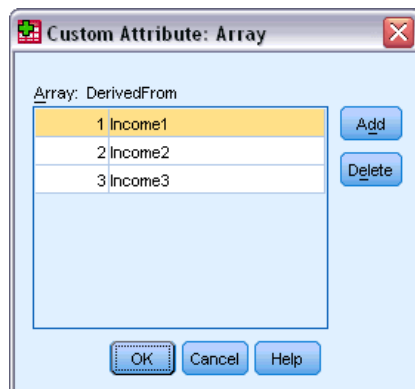 Custom Attribute: Array
Array: DerivedFrom
1 Income1
2 Income2
3 Income3
Add
Delete
OK Cancel Help